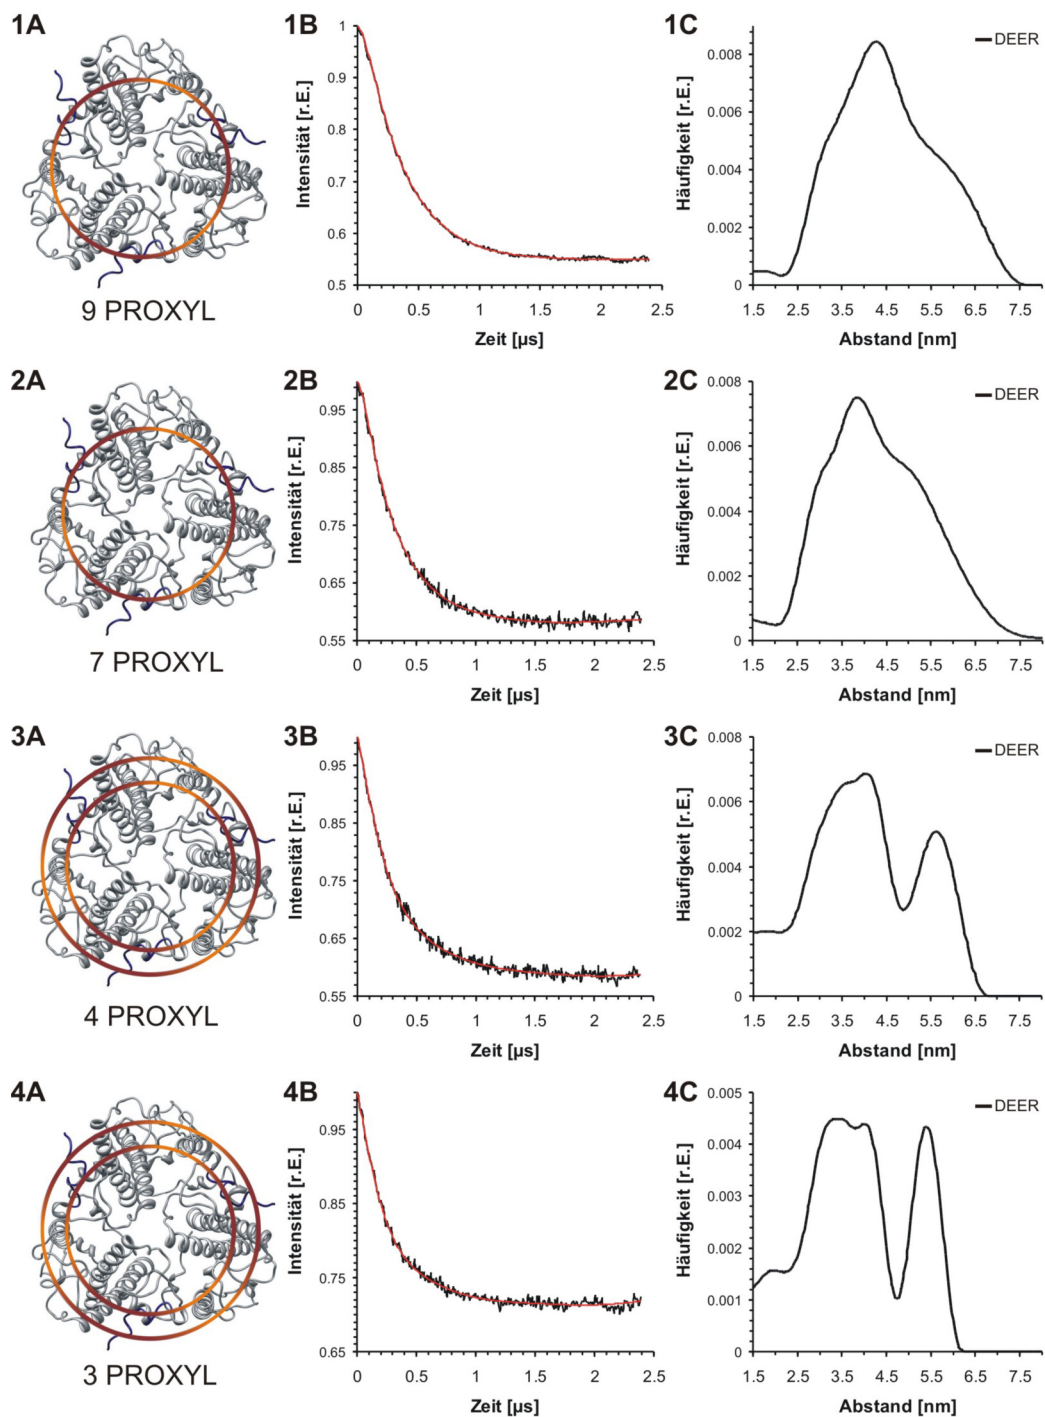 1A
9 PROXYL
1B
Intensität [r.E.]
1
0.9
0.8
0.7
0.6
0.5
0 0.5 1 1.5 2 2.5
Zeit [µs]
1C
Häufigkeit [r.E.]
DEER
0.008
0.006
0.004
0.002
0
1.5 2.5 3.5 4.5 5.5 6.5 7.5
Abstand [nm]
2A
7 PROXYL
2B
Intensität [r.E.]
0.95
0.85
0.75
0.65
0.55
0 0.5 1 1.5 2 2.5
Zeit [µs]
2C
Häufigkeit [r.E.]
DEER
0.008
0.006
0.004
0.002
0
1.5 2.5 3.5 4.5 5.5 6.5 7.5
Abstand [nm]
3A
4 PROXYL
3B
Intensität [r.E.]
0.95
0.85
0.75
0.65
0.55
0 0.5 1 1.5 2 2.5
Zeit [µs]
3C
Häufigkeit [r.E.]
DEER
0.008
0.006
0.004
0.002
0
1.5 2.5 3.5 4.5 5.5 6.5 7.5
Abstand [nm]
4A
3 PROXYL
4B
Intensität [r.E.]
0.95
0.85
0.75
0.65
0 0.5 1 1.5 2 2.5
Zeit [µs]
4C
Häufigkeit [r.E.]
DEER
0.005
0.004
0.003
0.002
0.001
0
1.5 2.5 3.5 4.5 5.5 6.5 7.5
Abstand [nm]